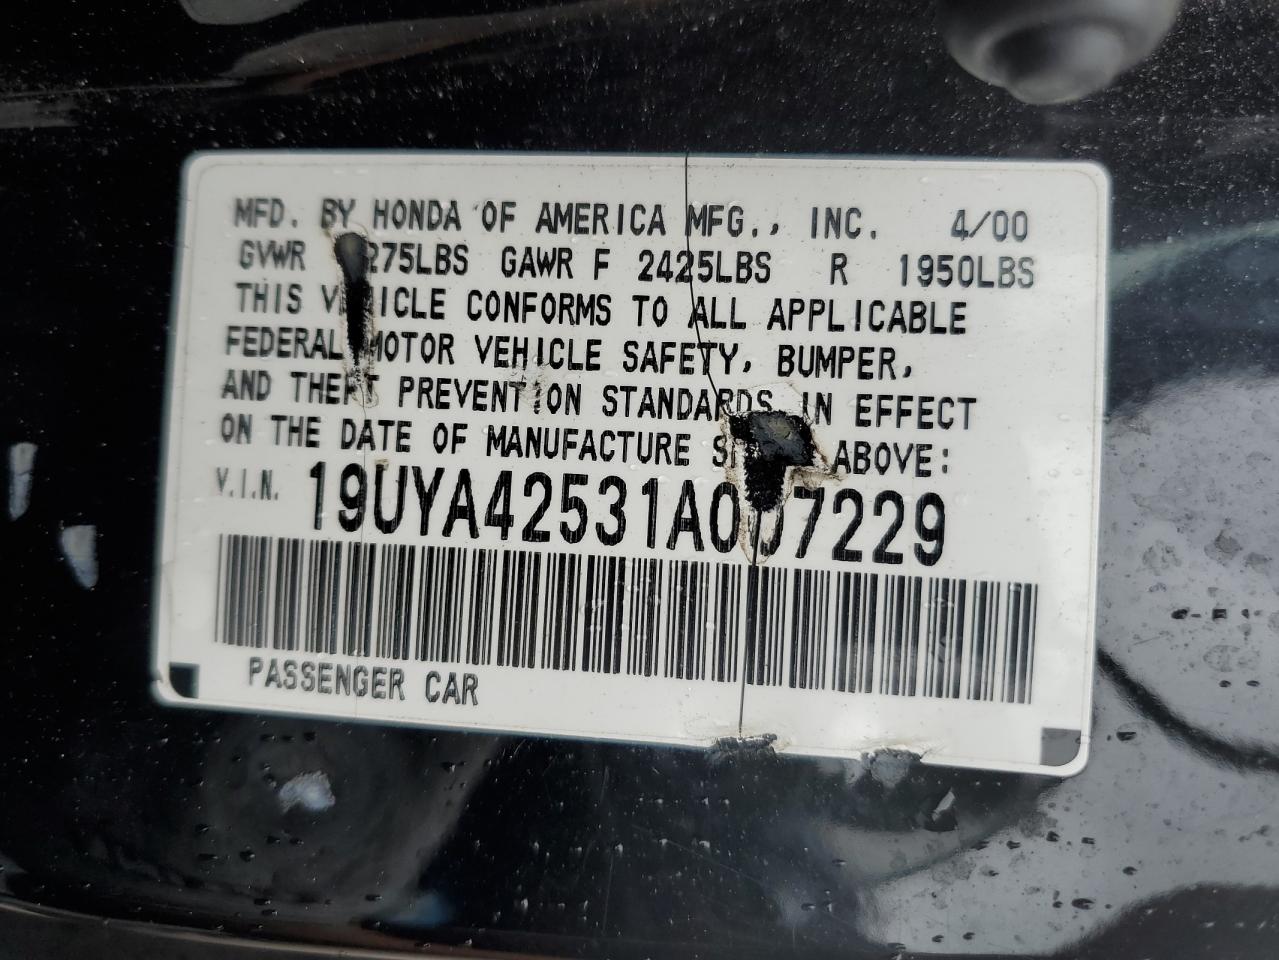 MFD. BY HONDA OF AMERICA MFG., INC. 4/00
GVWR 275LBS GAWR F 2425LBS R 1950LBS
THIS VEHICLE CONFORMS TO ALL APPLICABLE
FEDERAL MOTOR VEHICLE SAFETY, BUMPER,
AND THEFT PREVENTION STANDARDS IN EFFECT
ON THE DATE OF MANUFACTURE ABOVE:
V.I.N. 19UYA42531A007229
PASSENGER CAR